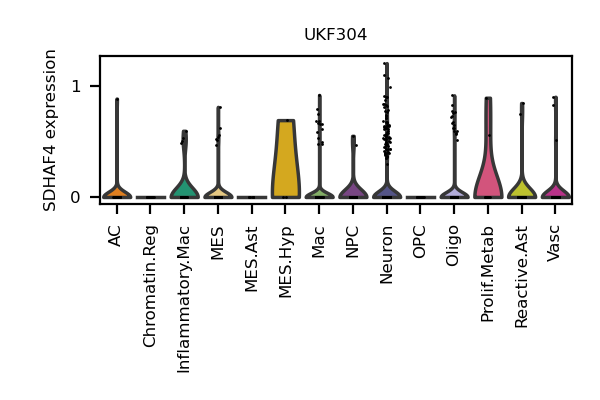 UKF304
SDHAF4 expression
1
0
AC
Chromatin.Reg
Inflammatory.Mac
MES
MES.Ast
MES.Hyp
Mac
NPC
Neuron
OPC
Oligo
Prolif.Metab
Reactive.Ast
Vasc